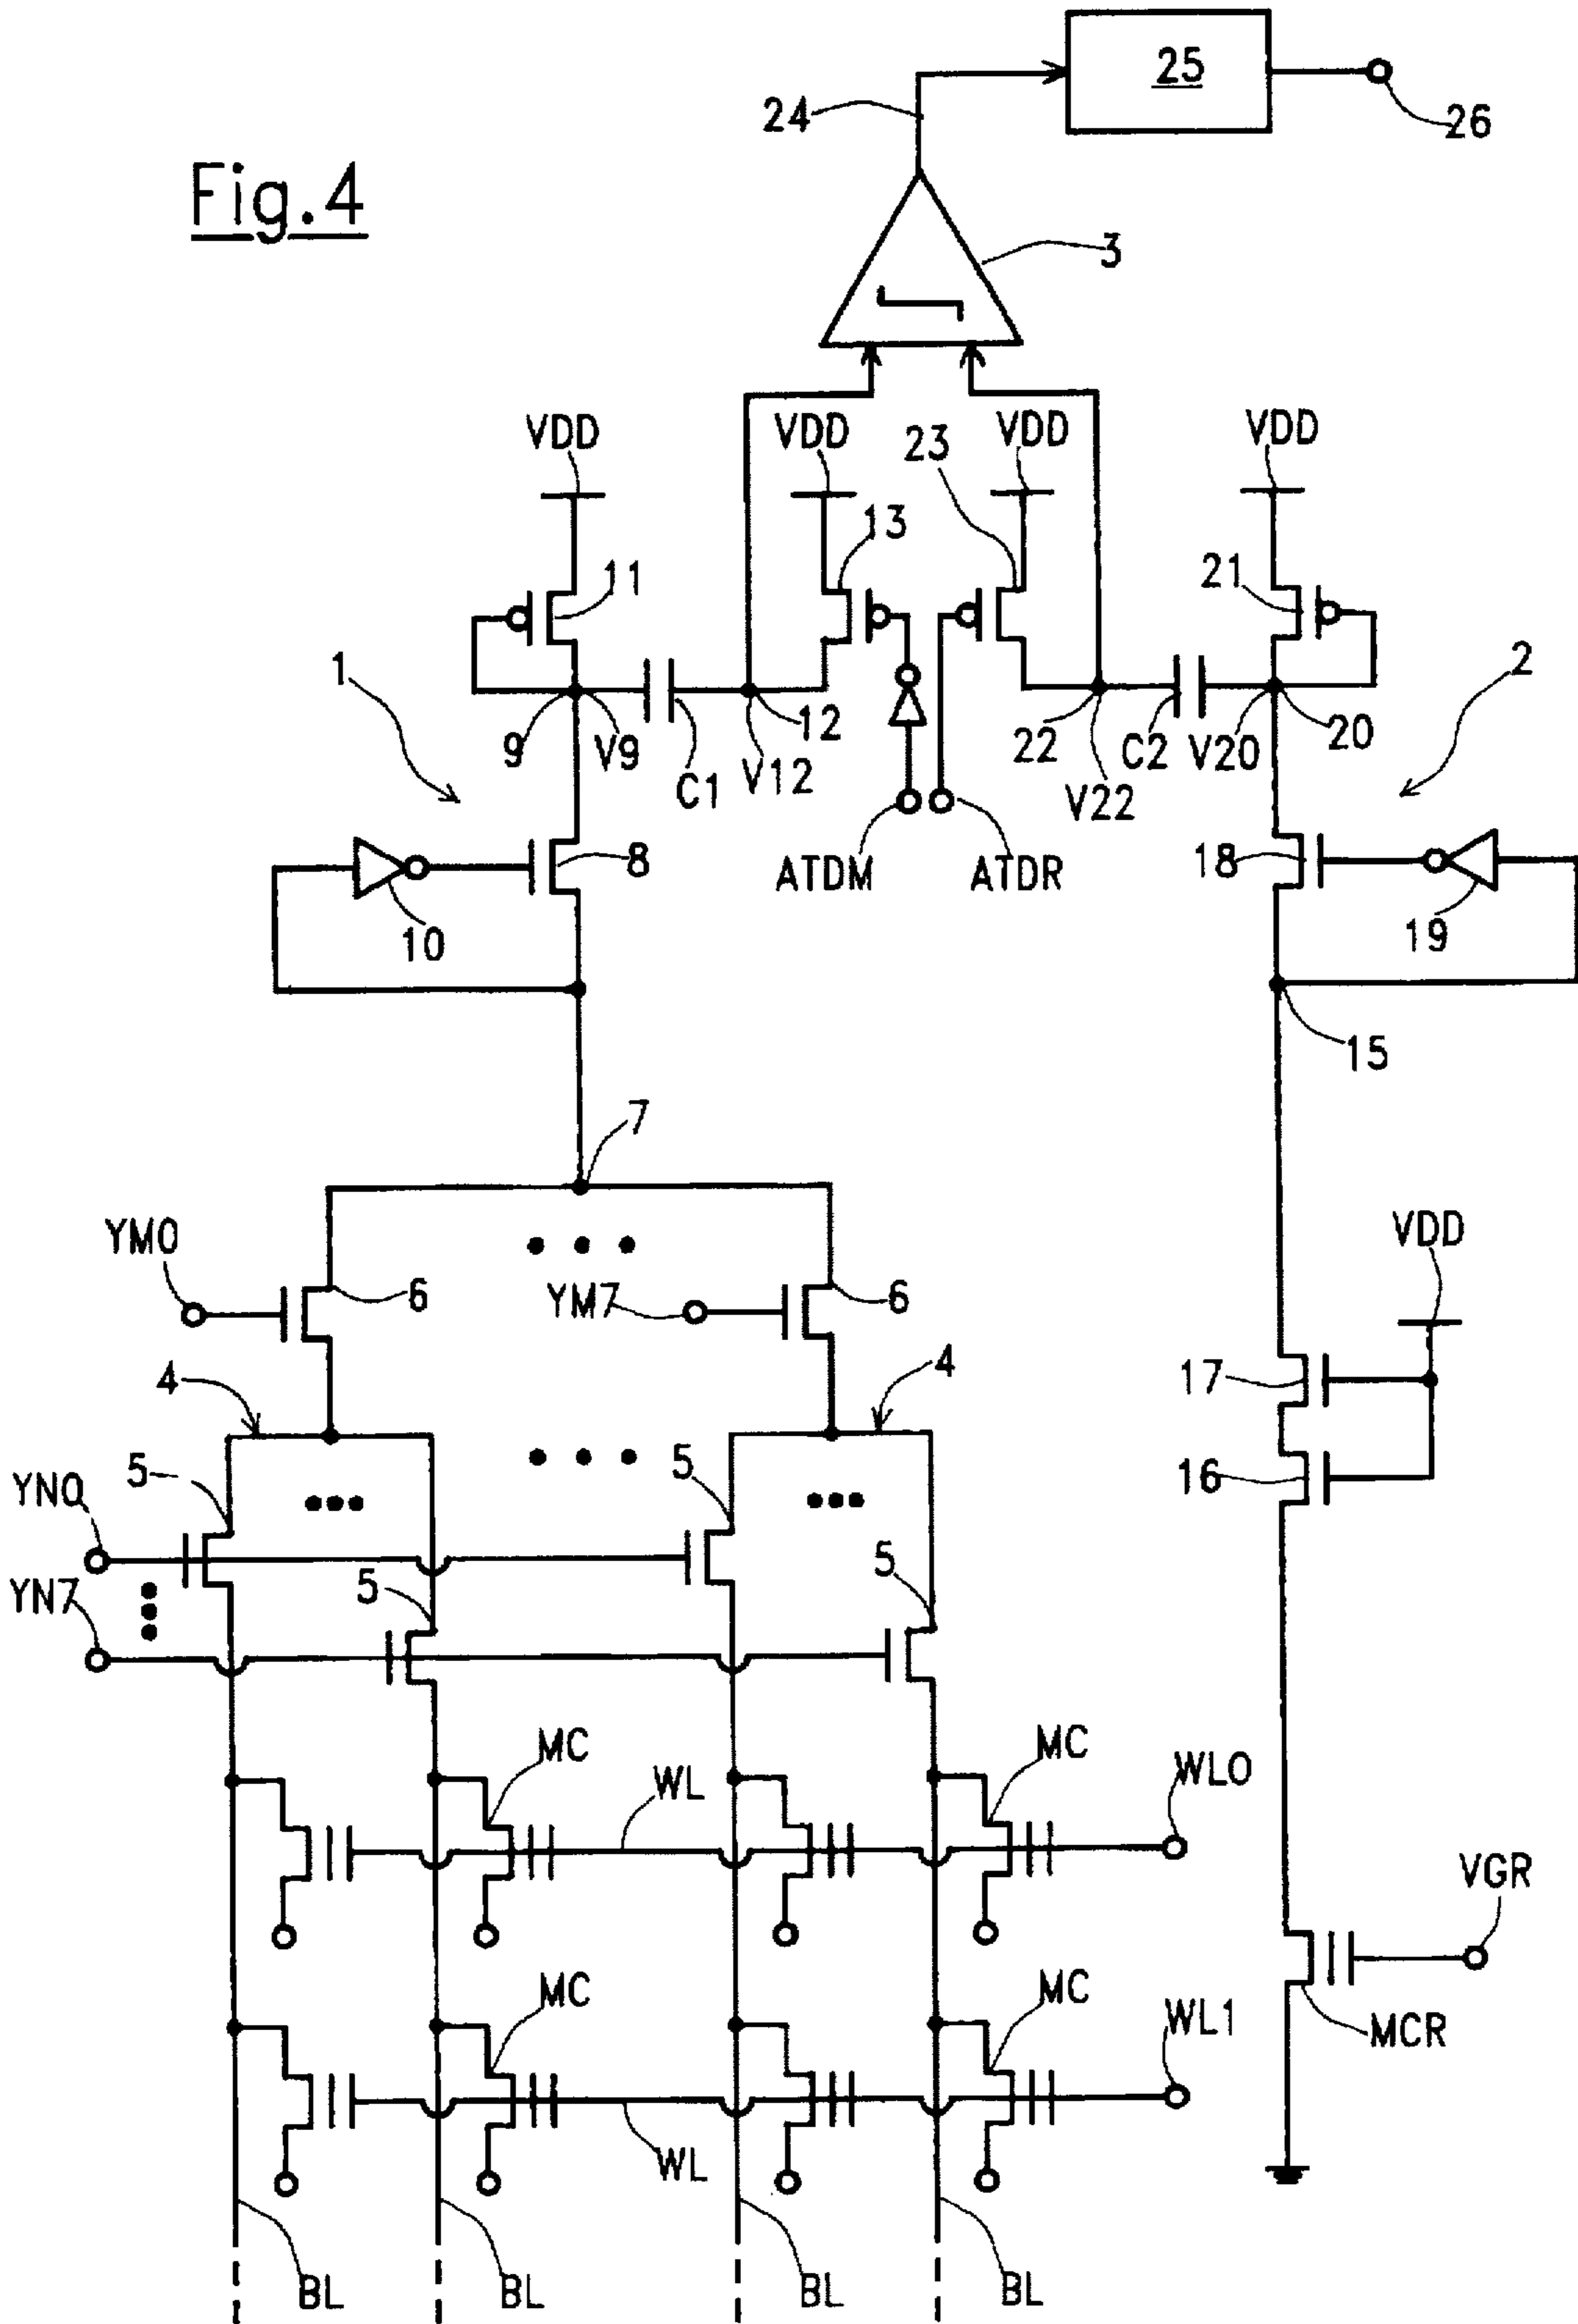 25
24
26
Fig.4
3
VDD
VDD
23
VDD
VDD
13
11
21
1
2
9
V9
C1
12
V12
22
V22
C2
V20
20
8
10
ATDM
ATDR
18
19
15
7
YM0
6
YM7
6
VDD
4
4
17
5
5
16
YN0
5
5
YN7
MC
WL
MC
WL0
VGR
MC
MC
WL1
MCR
WL
BL
BL
BL
BL